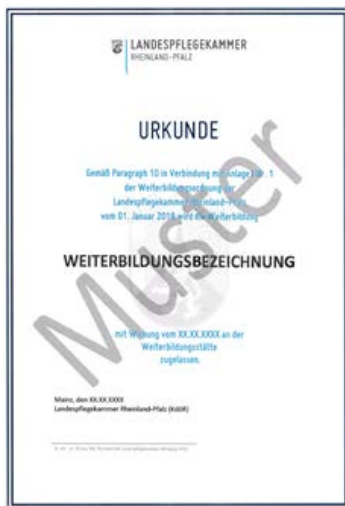 LANDESPFLEGEKAMMER
RHEINLAND-PFALZ
URKUNDE
Gemäß Paragraph 10 in Verbindung mit Anlage I Nr. 1
der Weiterbildungsordnung der
Landespflegekammer Rheinland-Pfalz
vom 01. Januar 2018 wird die Weiterbildung
WEITERBILDUNGSBEZEICHNUNG
Muster
mit Wirkung vom XX.XX.XXXX an der
Weiterbildungsstätte
zugelassen.
Mainz, den XX.XX.XXXX
Landespflegekammer Rheinland-Pfalz (KdöR)